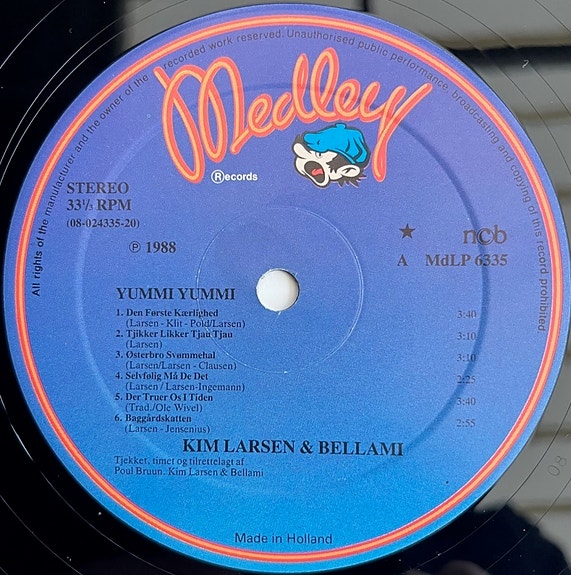 All rights of the manufacturer and the owner of the recorded work reserved. Unauthorised public performance, broadcasting and copying of this record prohibited.
Medley
Records
STEREO
33⅓ RPM
(08-024335-20)
℗ 1988
★ ncb
A MdLP 6335
YUMMI YUMMI
1. Den Første Kærlighed 3:40
(Larsen - Klit - Pold/Larsen)
2. Tjikker Likker Tjau Tjau 3:10
(Larsen)
3. Østerbro Svømmehal 3:10
(Larsen/Larsen - Clausen)
4. Selvfølig Må De Det 2:25
(Larsen / Larsen-Ingemann)
5. Der Truer Os I Tiden 3:40
(Trad./Ole Wivel)
6. Baggårdskatten 2:55
(Larsen - Jensenius)
KIM LARSEN & BELLAMI
Tjekket, timet og tilrettelagt af
Poul Bruun, Kim Larsen & Bellami
Made in Holland